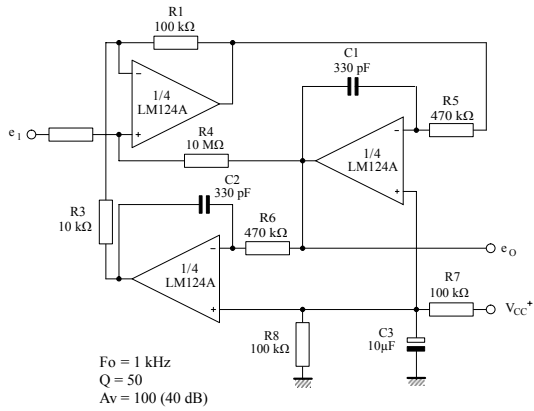 R1
100 kΩ
C1
330 pF
R5
470 kΩ
1/4
LM124A
e1
R4
10 MΩ
1/4
LM124A
C2
330 pF
R3
10 kΩ
R6
470 kΩ
1/4
LM124A
eO
R7
100 kΩ
VCC+
R8
100 kΩ
C3
10µF
Fo = 1 kHz
Q = 50
Av = 100 (40 dB)